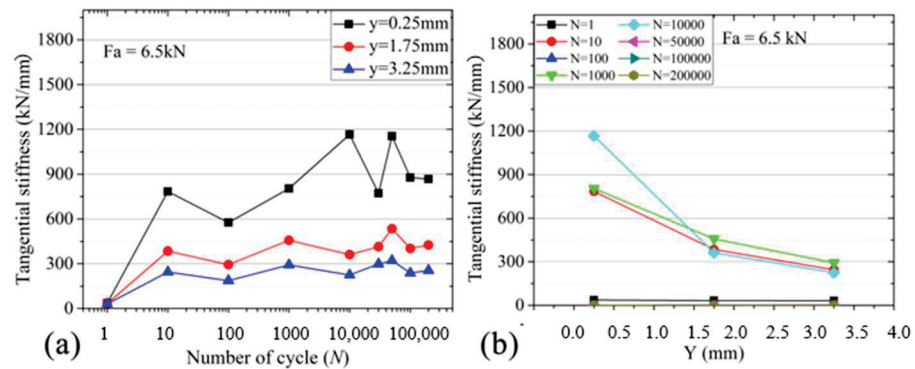 1800
1500
1200
900
600
300
0
Tangential stiffness (kN/mm)
Fa = 6.5kN
y=0.25mm
y=1.75mm
y=3.25mm
1 10 100 1000 10,000 100,000
Number of cycle (N)
(a)
1800
1500
1200
900
600
300
0
Tangential stiffness (kN/mm)
N=1 N=10000
N=10 N=50000
N=100 N=100000
N=1000 N=200000
Fa = 6.5 kN
0.0 0.5 1.0 1.5 2.0 2.5 3.0 3.5 4.0
Y (mm)
(b)